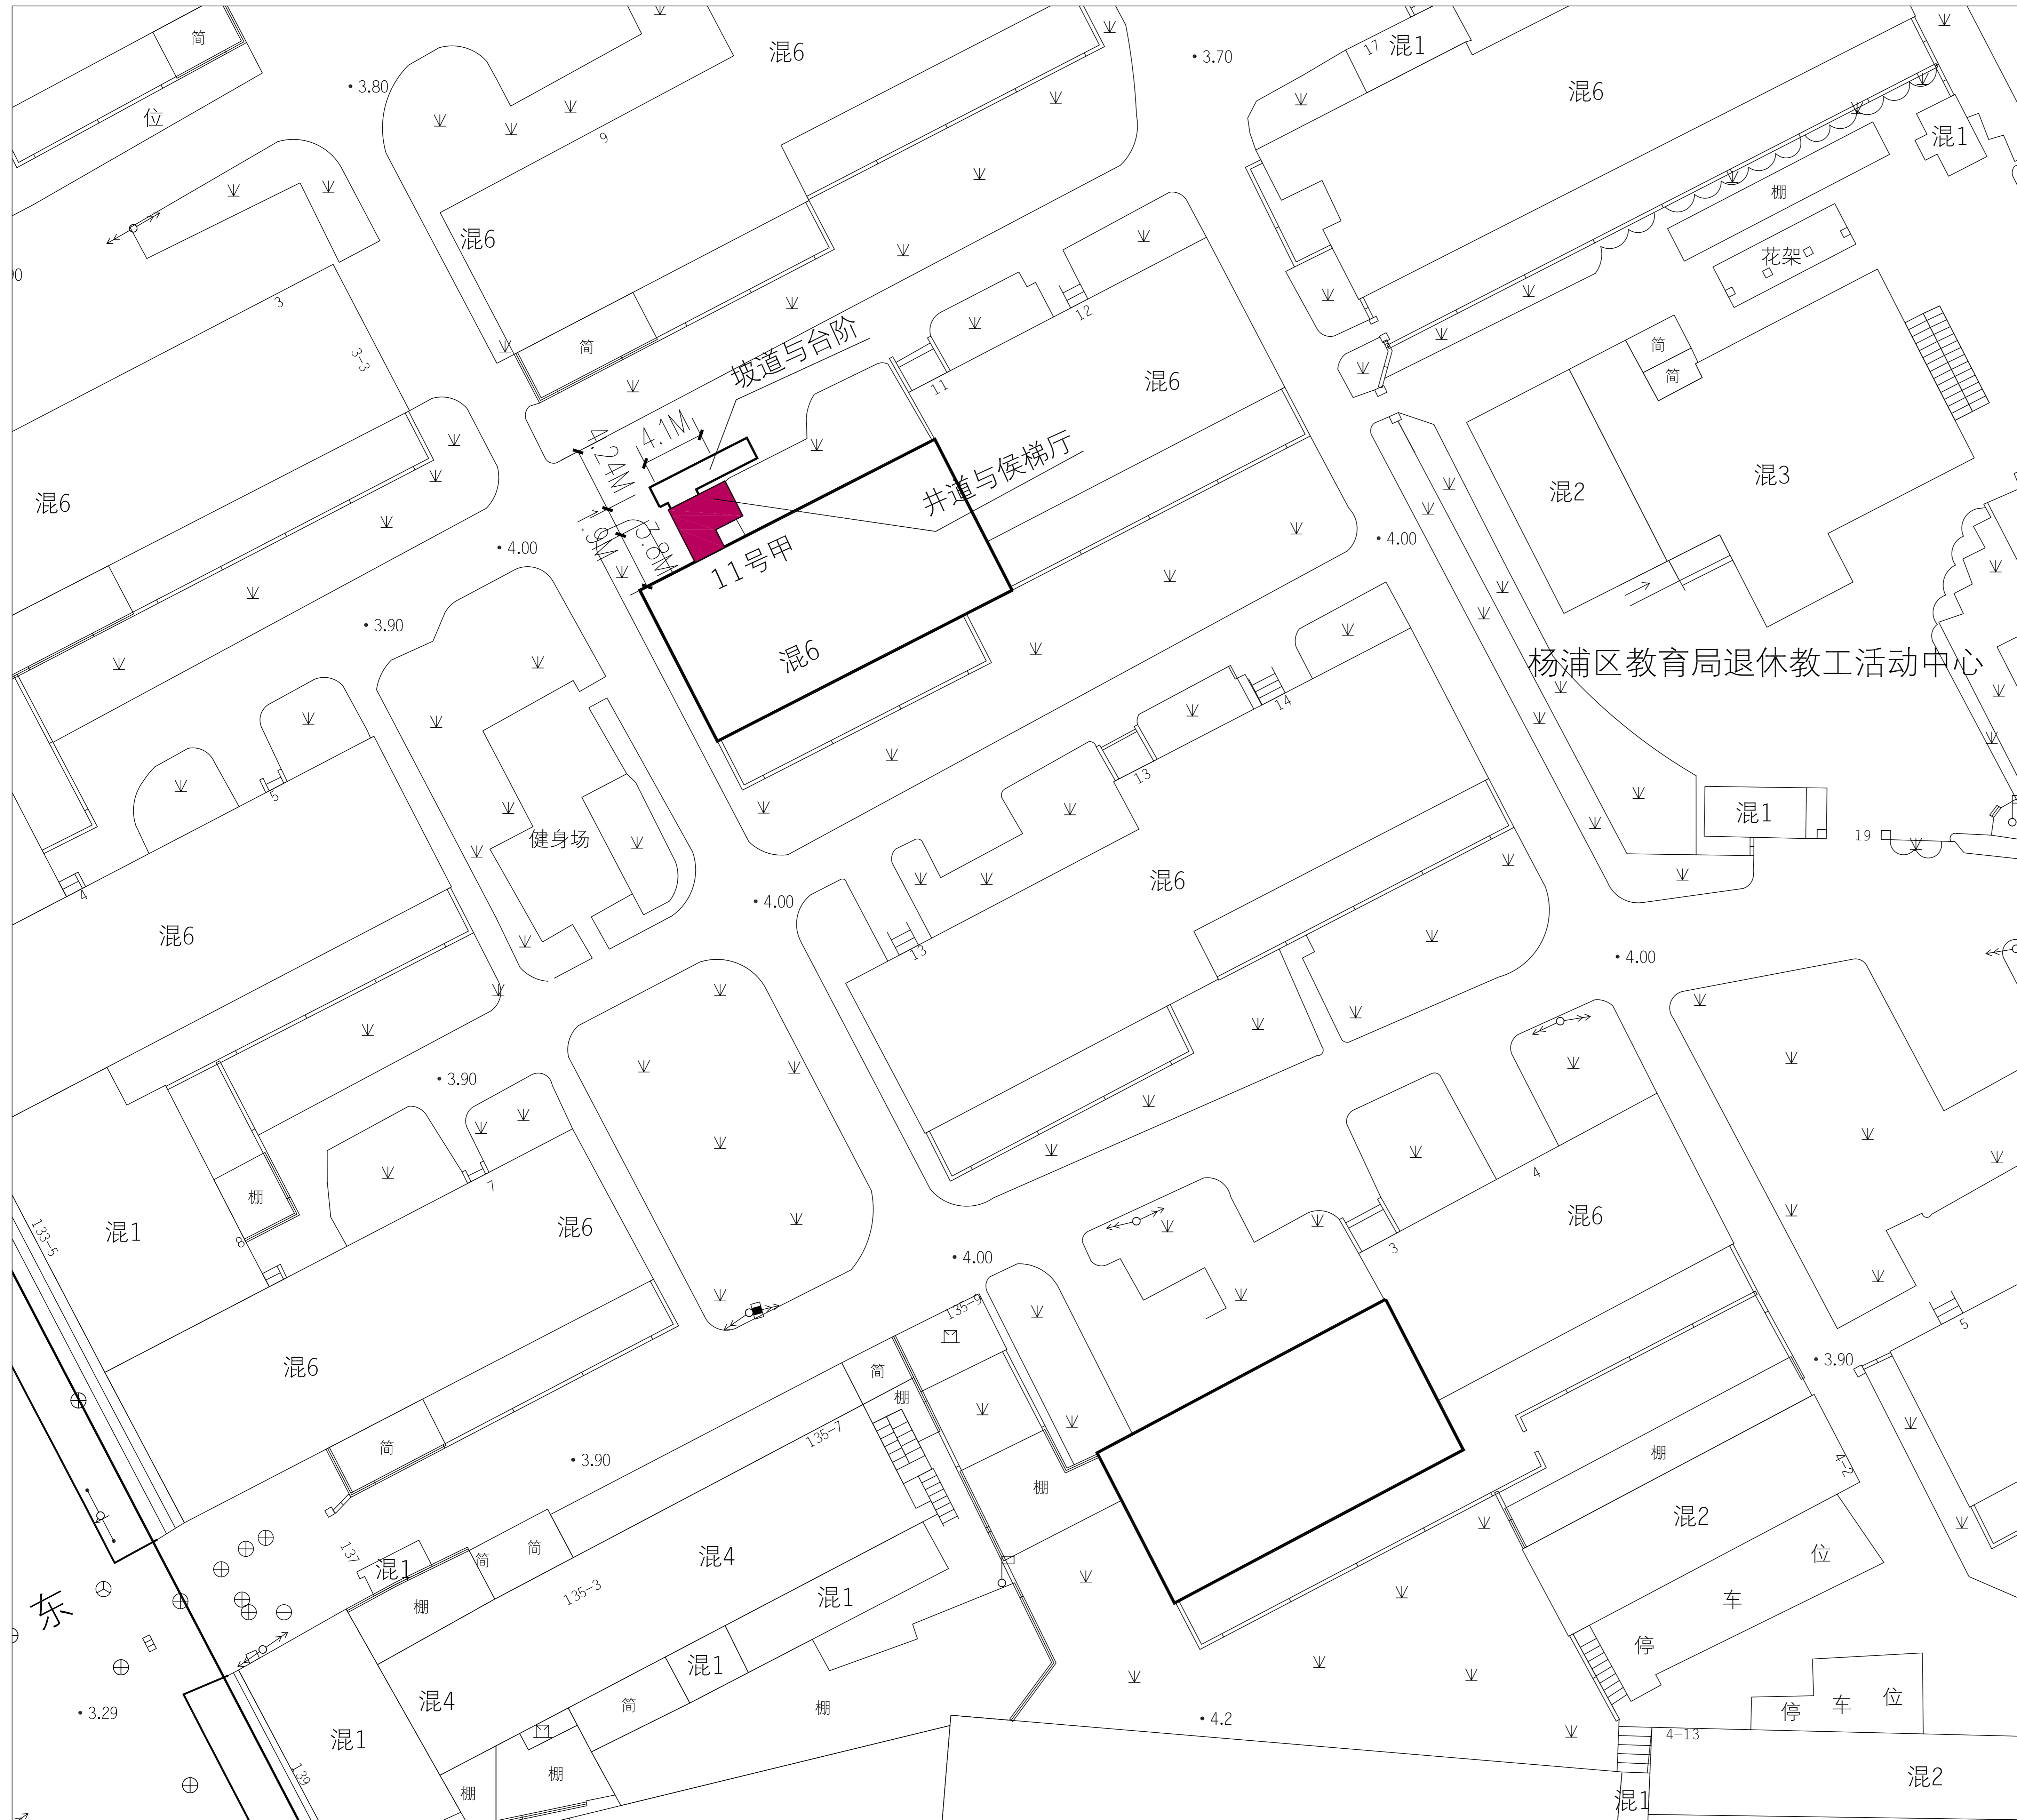 简
混6
3.70
17
混1
混6
3.80
位
9
混1
棚
混6
花架
3
12
简
坡道与台阶
简
3-3
11
混6
简
4.1M
4.24M
井道与侯梯厅
混6
混2
混3
1.9M
3.8M
4.00
4.00
11号甲
3.90
混6
杨浦区教育局退休教工活动中心
14
13
5
混1
健身场
19
混6
4
4.00
混6
13
4.00
3.90
4
7
棚
133-5
混1
混6
混6
8
3
4.00
135-9
5
3.90
混6
简
棚
135-7
简
棚
4-2
3.90
棚
混2
137
混1
简
简
混4
位
135-3
棚
混1
车
东
停
混1
混4
简
停
车
位
3.29
棚
4.2
混1
4-13
139
棚
棚
混2
混1